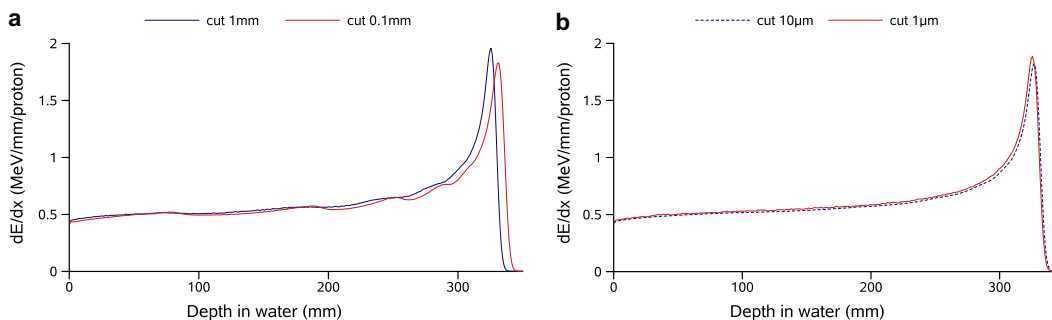 a
cut 1mm
cut 0.1mm
dE/dx (MeV/mm/proton)
2
1.5
1
0.5
0
0
100
200
300
Depth in water (mm)
b
cut 10μm
cut 1μm
dE/dx (MeV/mm/proton)
2
1.5
1
0.5
0
0
100
200
300
Depth in water (mm)